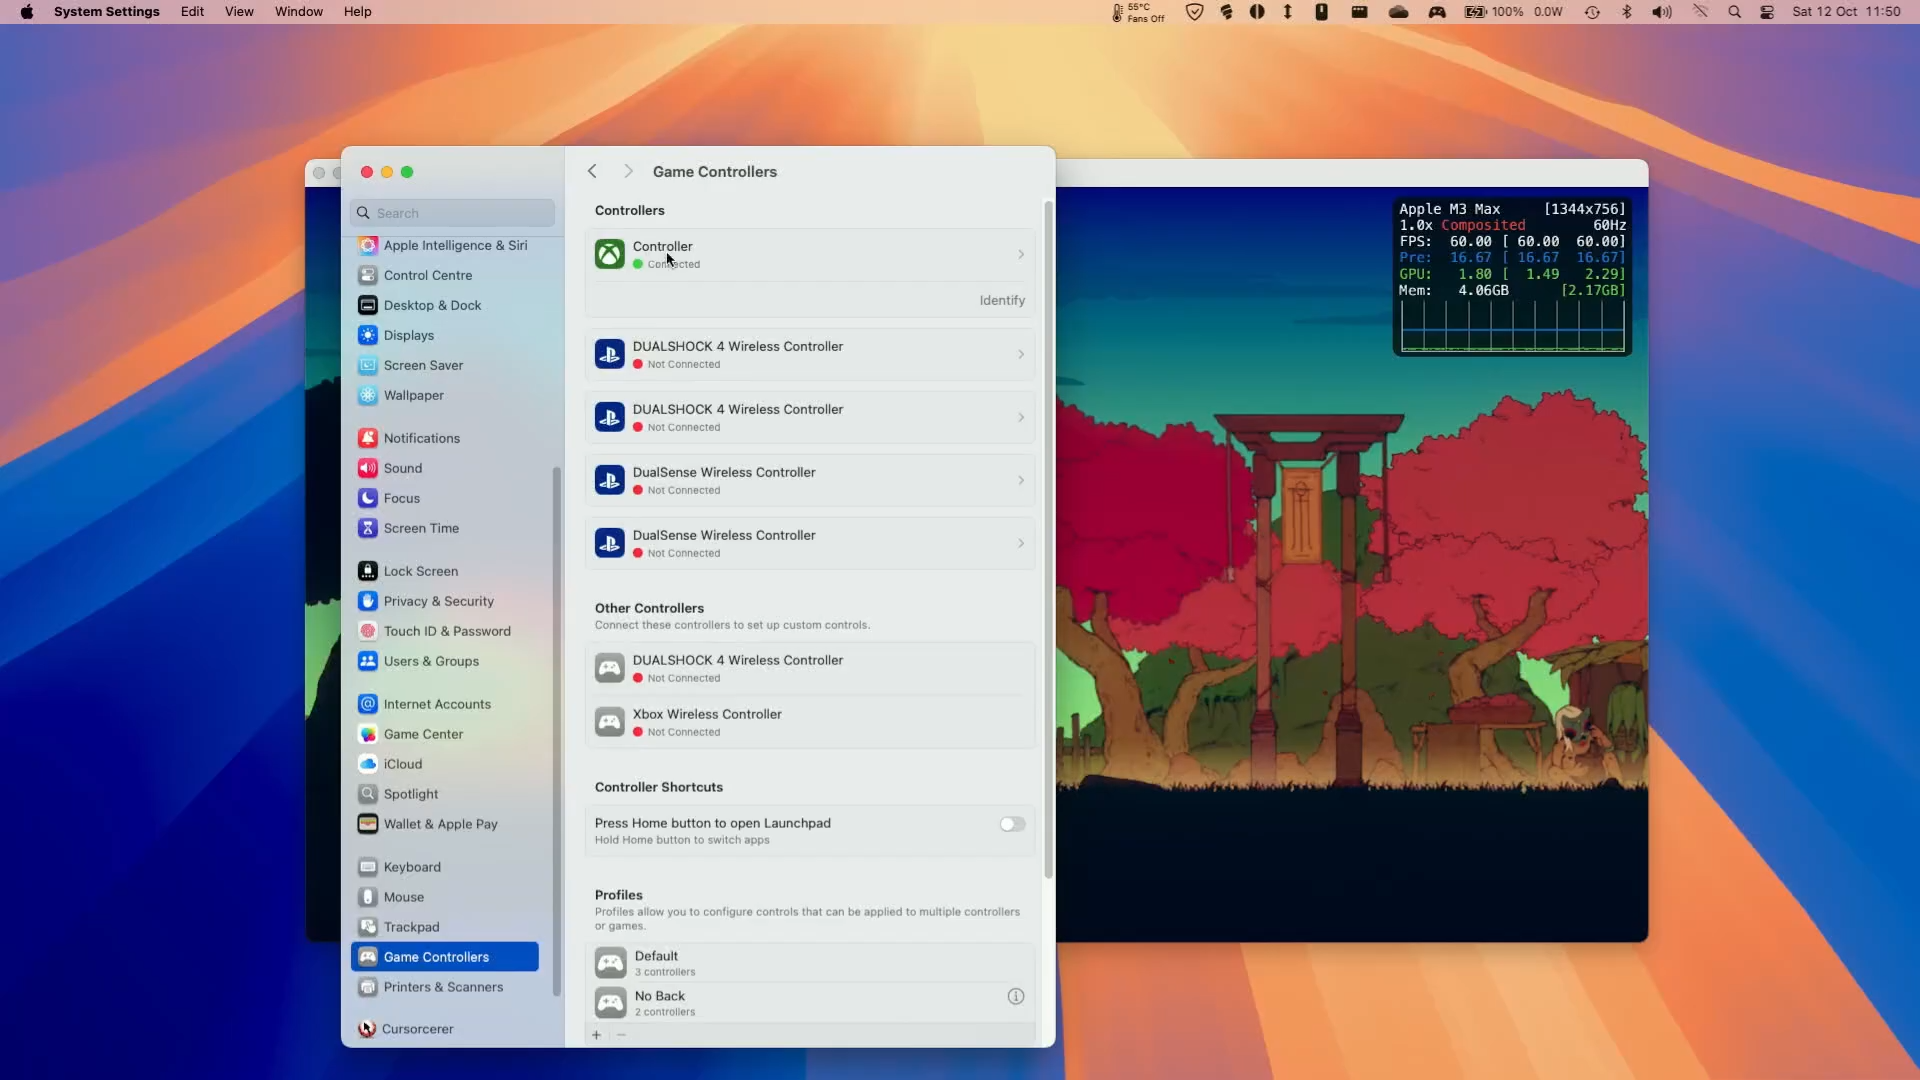 System Settings Edit View Window Help
55°C
Fans Off
100% 0.0W Sat 12 Oct 11:50
Search
Apple Intelligence & Siri
Control Centre
Desktop & Dock
Displays
Screen Saver
Wallpaper
Notifications
Sound
Focus
Screen Time
Lock Screen
Privacy & Security
Touch ID & Password
Users & Groups
Internet Accounts
Game Center
iCloud
Spotlight
Wallet & Apple Pay
Keyboard
Mouse
Trackpad
Game Controllers
Printers & Scanners
Cursorcerer
Game Controllers
Controllers
Controller
Connected
Identify
DUALSHOCK 4 Wireless Controller
Not Connected
DUALSHOCK 4 Wireless Controller
Not Connected
DualSense Wireless Controller
Not Connected
DualSense Wireless Controller
Not Connected
Other Controllers
Connect these controllers to set up custom controls.
DUALSHOCK 4 Wireless Controller
Not Connected
Xbox Wireless Controller
Not Connected
Controller Shortcuts
Press Home button to open Launchpad
Hold Home button to switch apps
Profiles
Profiles allow you to configure controls that can be applied to multiple controllers
or games.
Default
3 controllers
No Back
2 controllers
+ −
Apple M3 Max [1344x756]
1.0x Composited 60Hz
FPS: 60.00 [ 60.00 60.00]
Pre: 16.67 [ 16.67 16.67]
GPU: 1.80 [ 1.49 2.29]
Mem: 4.06GB [2.17GB]